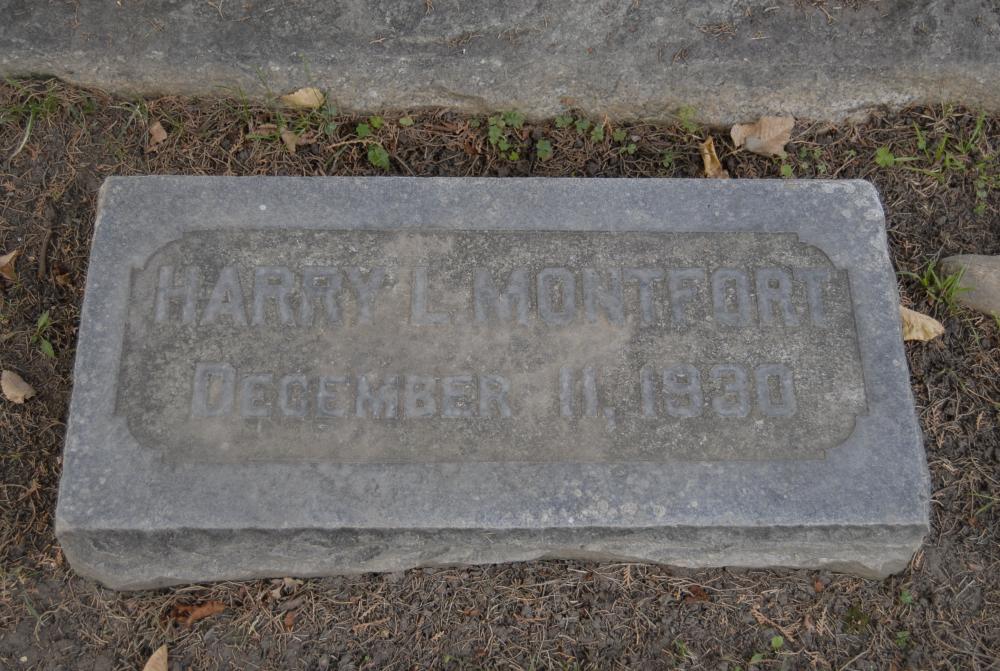 HARRY L. MONTFORT
DECEMBER 11, 1930